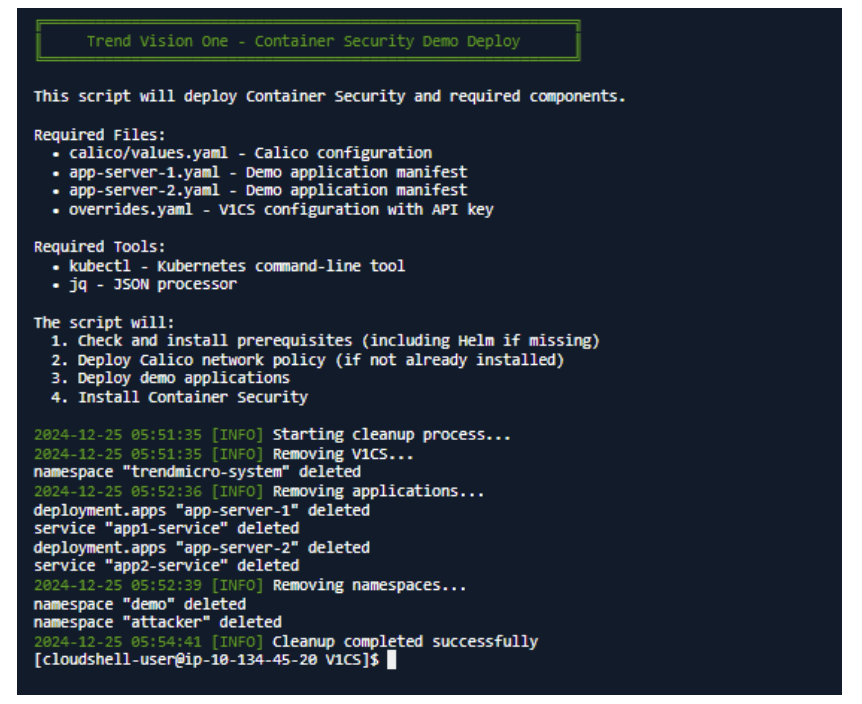 Trend Vision One - Container Security Demo Deploy
This script will deploy Container Security and required components.
Required Files:
• calico/values.yaml - Calico configuration
• app-server-1.yaml - Demo application manifest
• app-server-2.yaml - Demo application manifest
• overrides.yaml - V1CS configuration with API key
Required Tools:
• kubectl - Kubernetes command-line tool
• jq - JSON processor
The script will:
1. Check and install prerequisites (including Helm if missing)
2. Deploy Calico network policy (if not already installed)
3. Deploy demo applications
4. Install Container Security
2024-12-25 05:51:35 [INFO] Starting cleanup process...
2024-12-25 05:51:35 [INFO] Removing V1CS...
namespace "trendmicro-system" deleted
2024-12-25 05:52:36 [INFO] Removing applications...
deployment.apps "app-server-1" deleted
service "app1-service" deleted
deployment.apps "app-server-2" deleted
service "app2-service" deleted
2024-12-25 05:52:39 [INFO] Removing namespaces...
namespace "demo" deleted
namespace "attacker" deleted
2024-12-25 05:54:41 [INFO] Cleanup completed successfully
[cloudshell-user@ip-10-134-45-20 V1CS]$